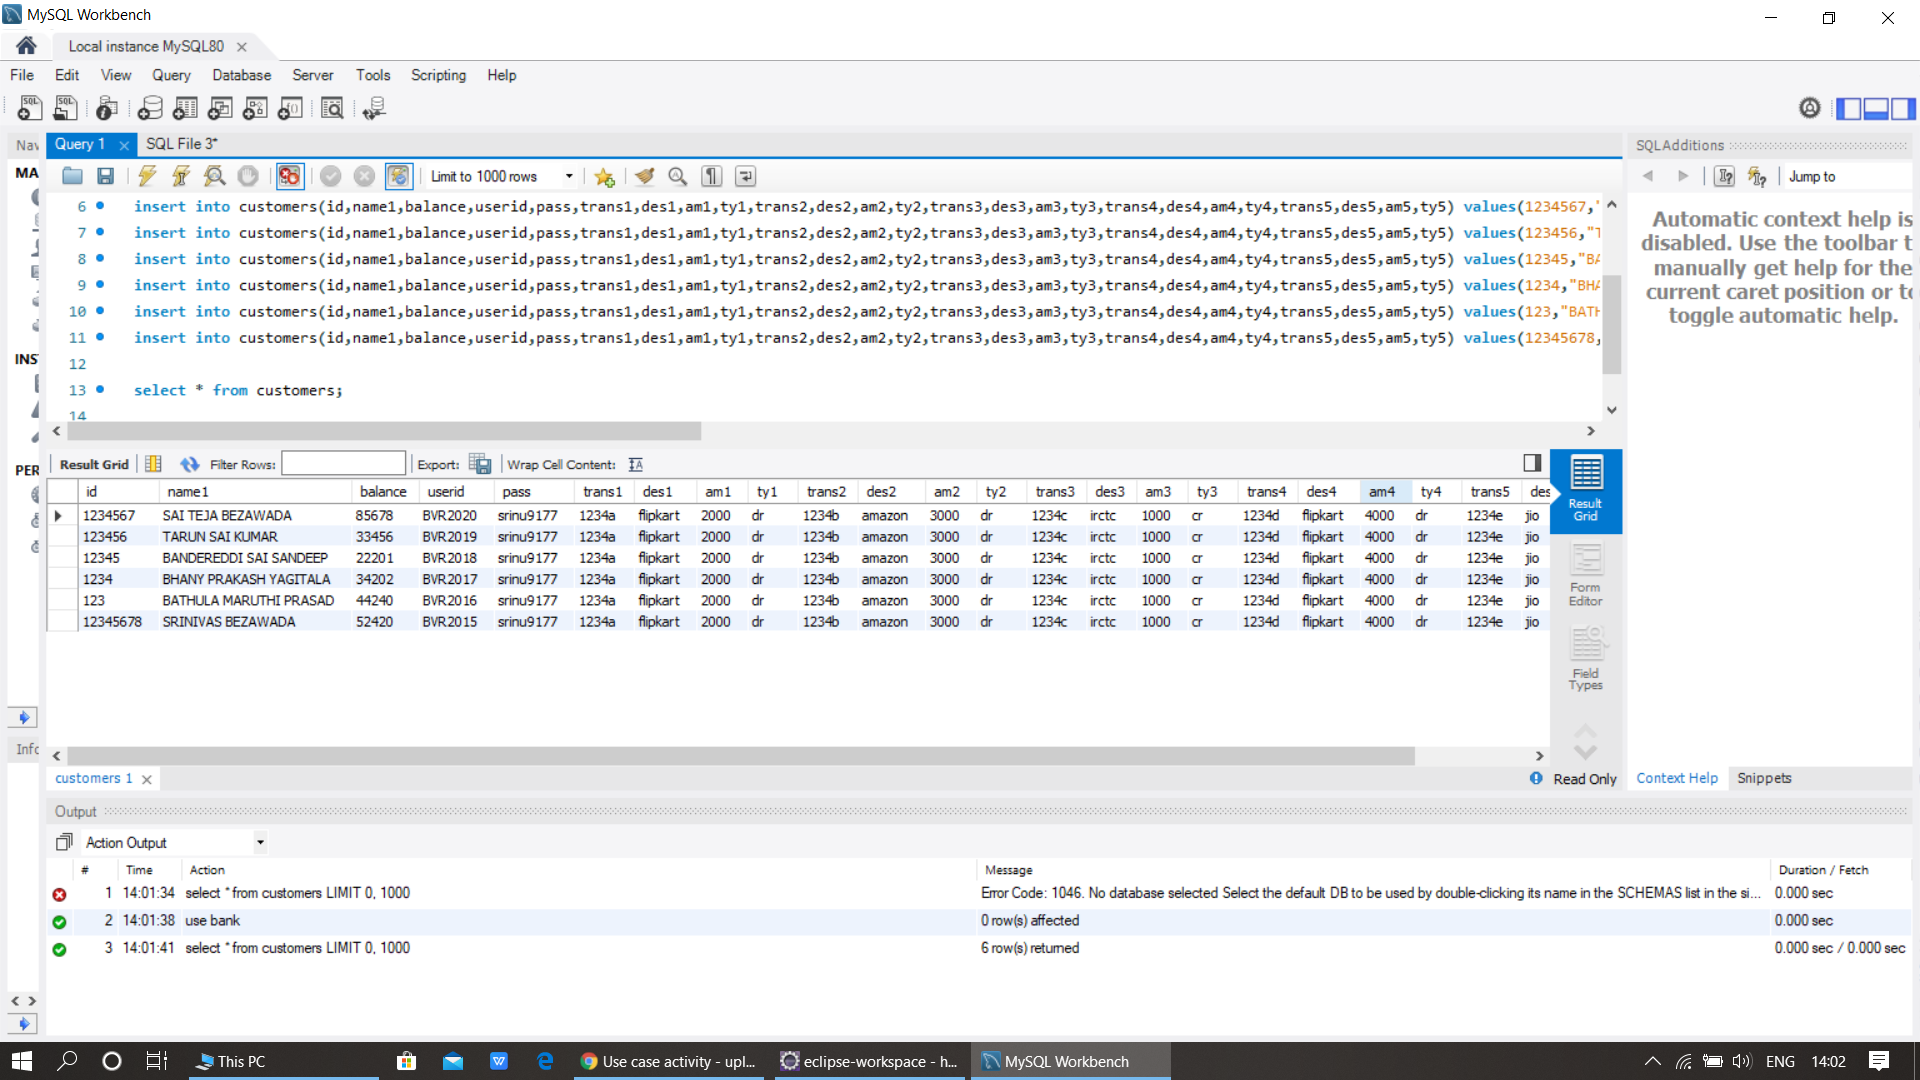 MySQL Workbench
Local instance MySQL80
File Edit View Query Database Server Tools Scripting Help
Nav Query 1 SQL File 3* SQLAdditions
MA Limit to 1000 rows Jump to
6 insert into customers(id,name1,balance,userid,pass,trans1,des1,am1,ty1,trans2,des2,am2,ty2,trans3,des3,am3,ty3,trans4,des4,am4,ty4,trans5,des5,am5,ty5) values(1234567,"
7 insert into customers(id,name1,balance,userid,pass,trans1,des1,am1,ty1,trans2,des2,am2,ty2,trans3,des3,am3,ty3,trans4,des4,am4,ty4,trans5,des5,am5,ty5) values(123456,"T
8 insert into customers(id,name1,balance,userid,pass,trans1,des1,am1,ty1,trans2,des2,am2,ty2,trans3,des3,am3,ty3,trans4,des4,am4,ty4,trans5,des5,am5,ty5) values(12345,"BA
9 insert into customers(id,name1,balance,userid,pass,trans1,des1,am1,ty1,trans2,des2,am2,ty2,trans3,des3,am3,ty3,trans4,des4,am4,ty4,trans5,des5,am5,ty5) values(1234,"BHA
10 insert into customers(id,name1,balance,userid,pass,trans1,des1,am1,ty1,trans2,des2,am2,ty2,trans3,des3,am3,ty3,trans4,des4,am4,ty4,trans5,des5,am5,ty5) values(123,"BATH
11 insert into customers(id,name1,balance,userid,pass,trans1,des1,am1,ty1,trans2,des2,am2,ty2,trans3,des3,am3,ty3,trans4,des4,am4,ty4,trans5,des5,am5,ty5) values(12345678,
12
13 select * from customers;
14
Automatic context help is
disabled. Use the toolbar t
manually get help for the
current caret position or to
toggle automatic help.
INS
PER
Result Grid Filter Rows: Export: Wrap Cell Content:
id name1 balance userid pass trans1 des1 am1 ty1 trans2 des2 am2 ty2 trans3 des3 am3 ty3 trans4 des4 am4 ty4 trans5 des
1234567 SAI TEJA BEZAWADA 85678 BVR2020 srinu9177 1234a flipkart 2000 dr 1234b amazon 3000 dr 1234c irctc 1000 cr 1234d flipkart 4000 dr 1234e jio
123456 TARUN SAI KUMAR 33456 BVR2019 srinu9177 1234a flipkart 2000 dr 1234b amazon 3000 dr 1234c irctc 1000 cr 1234d flipkart 4000 dr 1234e jio
12345 BANDEREDDI SAI SANDEEP 22201 BVR2018 srinu9177 1234a flipkart 2000 dr 1234b amazon 3000 dr 1234c irctc 1000 cr 1234d flipkart 4000 dr 1234e jio
1234 BHANY PRAKASH YAGITALA 34202 BVR2017 srinu9177 1234a flipkart 2000 dr 1234b amazon 3000 dr 1234c irctc 1000 cr 1234d flipkart 4000 dr 1234e jio
123 BATHULA MARUTHI PRASAD 44240 BVR2016 srinu9177 1234a flipkart 2000 dr 1234b amazon 3000 dr 1234c irctc 1000 cr 1234d flipkart 4000 dr 1234e jio
12345678 SRINIVAS BEZAWADA 52420 BVR2015 srinu9177 1234a flipkart 2000 dr 1234b amazon 3000 dr 1234c irctc 1000 cr 1234d flipkart 4000 dr 1234e jio
Result
Grid
Form
Editor
Field
Types
Info
customers 1 Read Only Context Help Snippets
Output
Action Output
# Time Action Message Duration / Fetch
1 14:01:34 select * from customers LIMIT 0, 1000 Error Code: 1046. No database selected Select the default DB to be used by double-clicking its name in the SCHEMAS list in the si... 0.000 sec
2 14:01:38 use bank 0 row(s) affected 0.000 sec
3 14:01:41 select * from customers LIMIT 0, 1000 6 row(s) returned 0.000 sec / 0.000 sec
This PC Use case activity - upl... eclipse-workspace - h... MySQL Workbench ENG 14:02